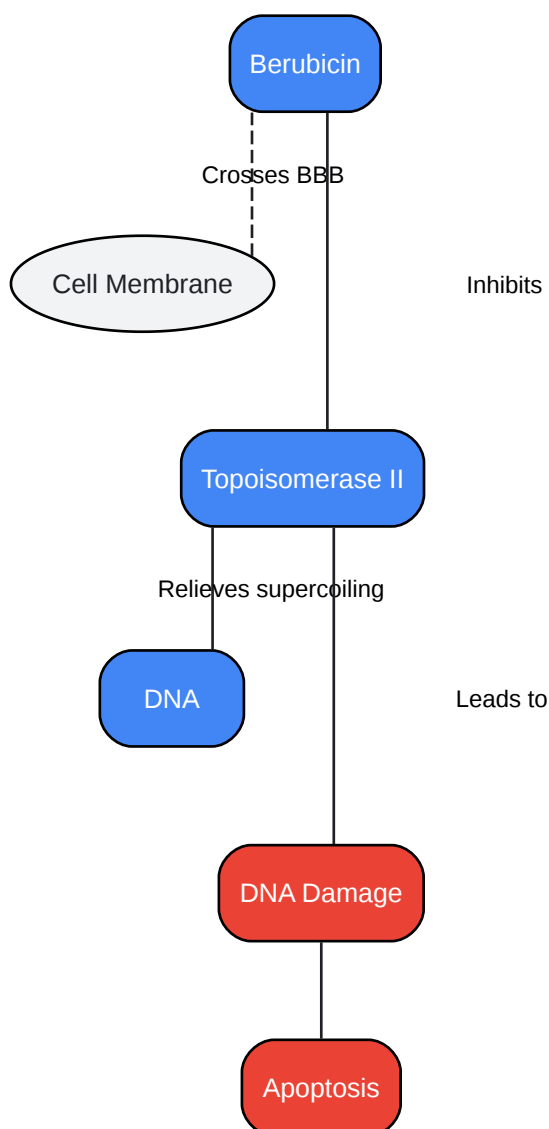 Berubicin
Crosses BBB
Cell Membrane
Inhibits
Topoisomerase II
Relieves supercoiling
DNA
Leads to
DNA Damage
Apoptosis